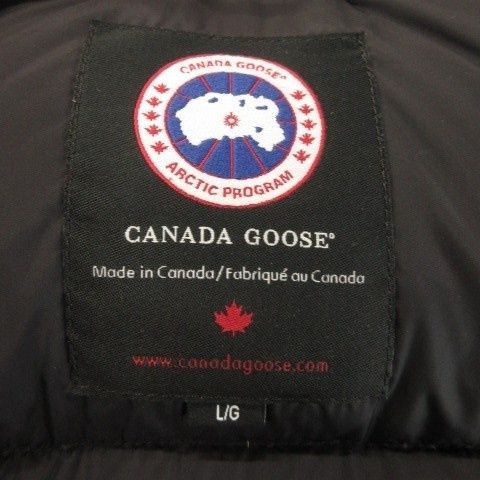 CANADA GOOSE®
ARCTIC PROGRAM
CANADA GOOSE®
Made in Canada/Fabriqué au Canada
www.canadagoose.com
L/G